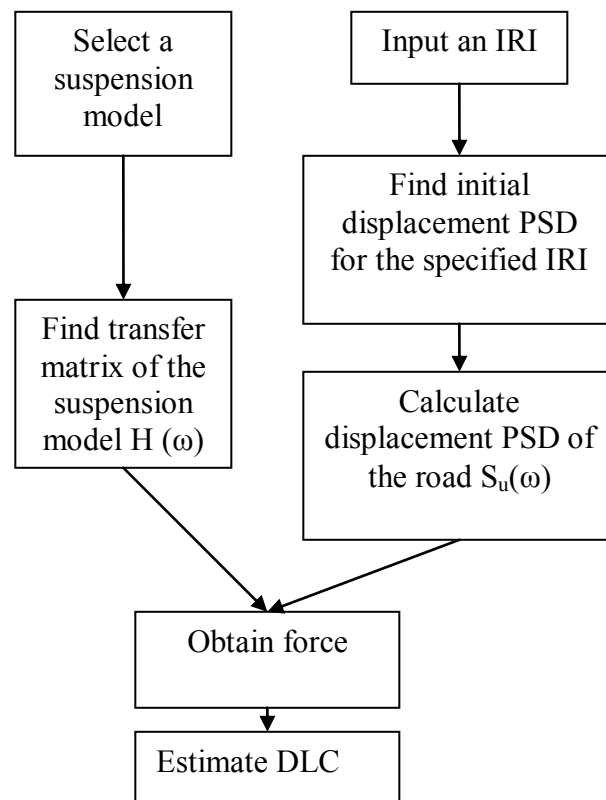 Select a
suspension
model
Input an IRI
Find initial
displacement PSD
for the specified IRI
Find transfer
matrix of the
suspension
model H (ω)
Calculate
displacement PSD of
the road Su(ω)
Obtain force
Estimate DLC